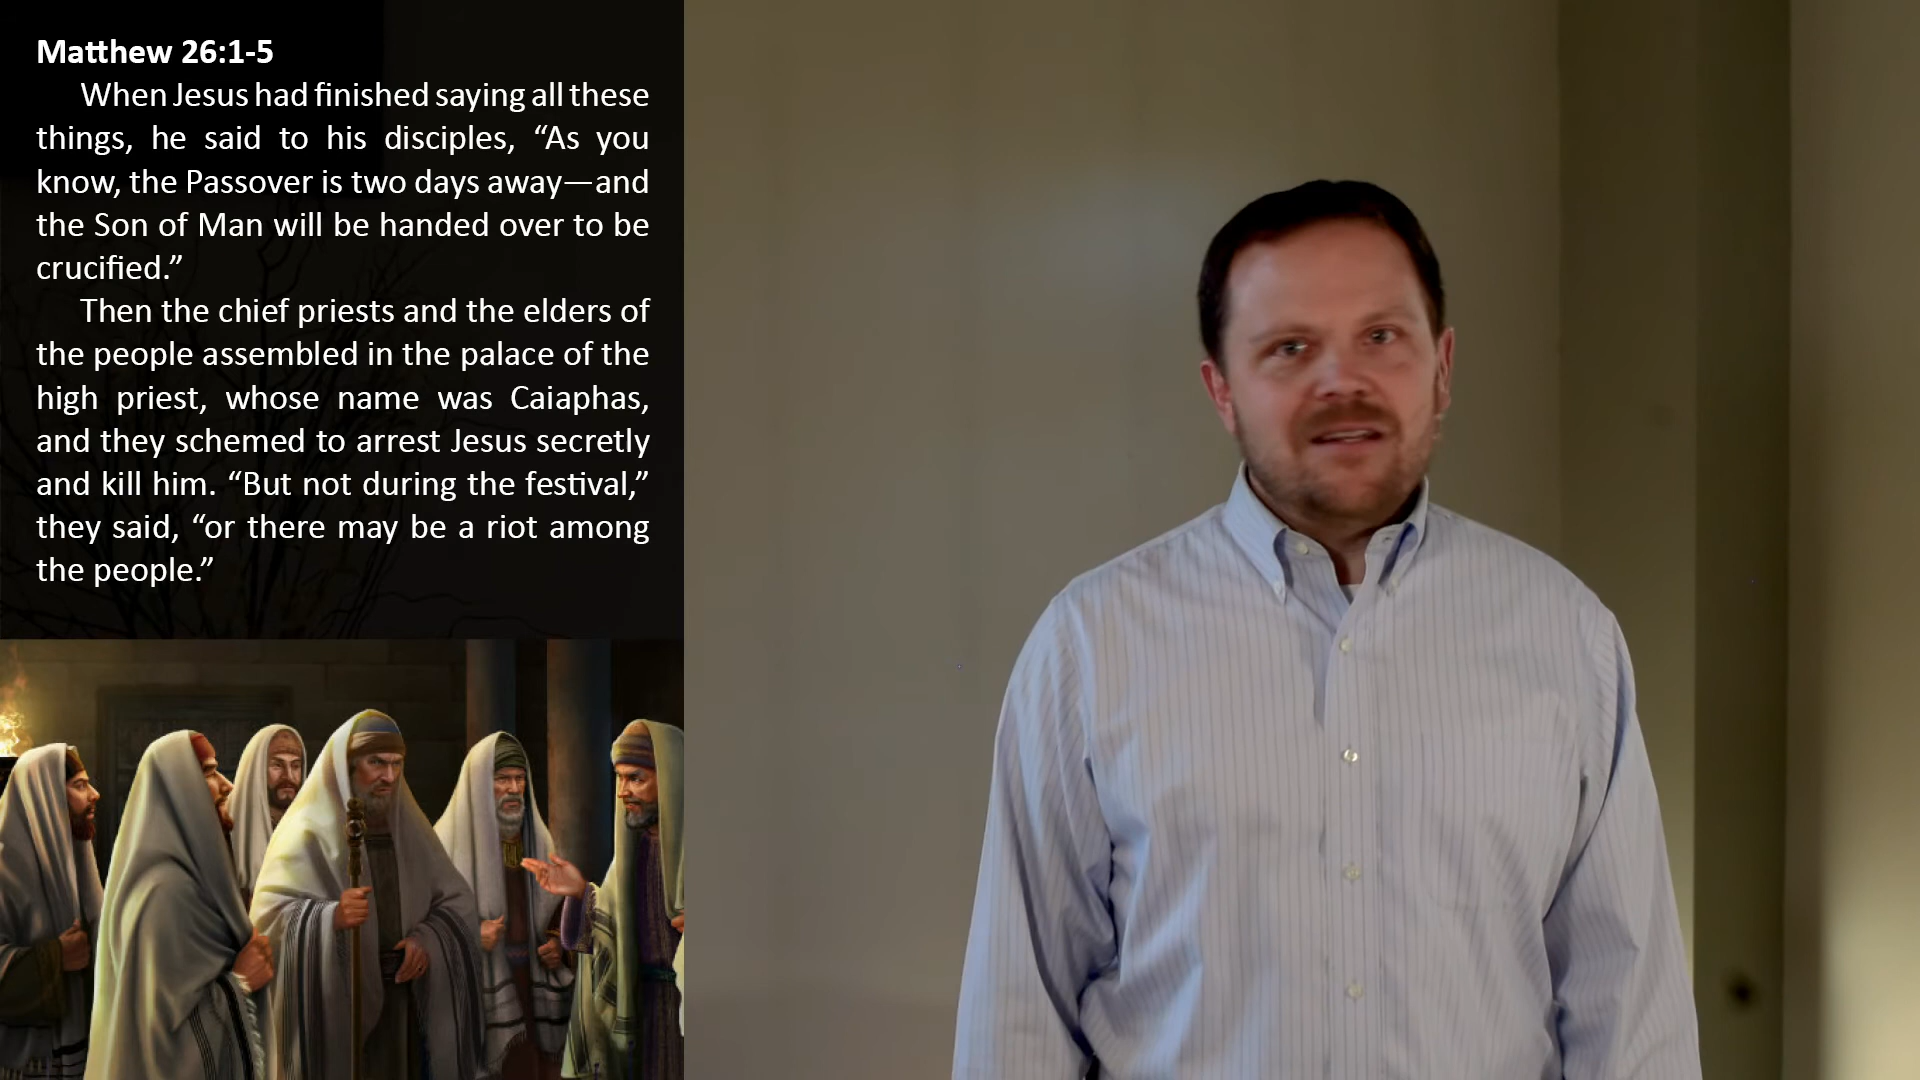 Matthew 26:1-5
When Jesus had finished saying all these
things, he said to his disciples, “As you
know, the Passover is two days away—and
the Son of Man will be handed over to be
crucified.”
Then the chief priests and the elders of
the people assembled in the palace of the
high priest, whose name was Caiaphas,
and they schemed to arrest Jesus secretly
and kill him. “But not during the festival,”
they said, “or there may be a riot among
the people.”